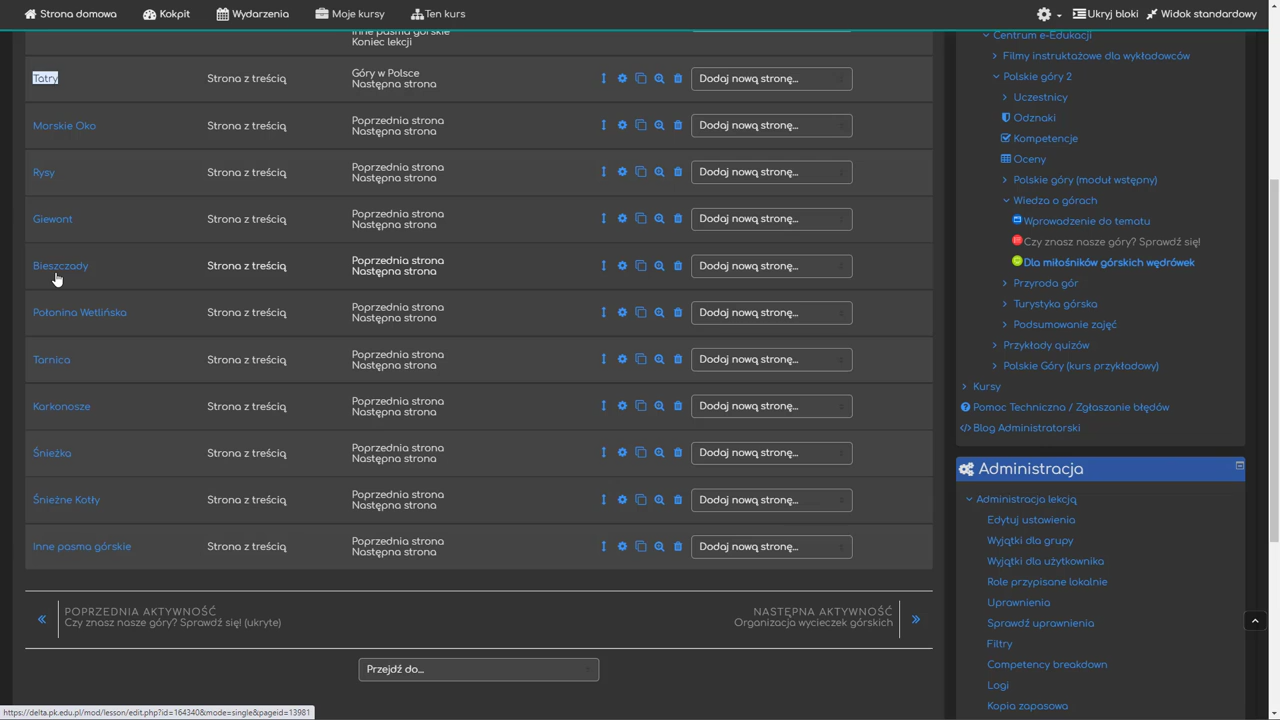 Strona domowa
Kokpit
Wydarzenia
Moje kursy
Ten kurs
Ukryj bloki
Widok standardowy
Inne pasma górskie
Koniec lekcji
Tatry
Strona z treścią
Góry w Polsce
Następna strona
Dodaj nową stronę...
Morskie Oko
Strona z treścią
Poprzednia strona
Następna strona
Dodaj nową stronę...
Rysy
Strona z treścią
Poprzednia strona
Następna strona
Dodaj nową stronę...
Giewont
Strona z treścią
Poprzednia strona
Następna strona
Dodaj nową stronę...
Bieszczady
Strona z treścią
Poprzednia strona
Następna strona
Dodaj nową stronę...
Połonina Wetlińska
Strona z treścią
Poprzednia strona
Następna strona
Dodaj nową stronę...
Tarnica
Strona z treścią
Poprzednia strona
Następna strona
Dodaj nową stronę...
Karkonosze
Strona z treścią
Poprzednia strona
Następna strona
Dodaj nową stronę...
Śnieżka
Strona z treścią
Poprzednia strona
Następna strona
Dodaj nową stronę...
Śnieżne Kotły
Strona z treścią
Poprzednia strona
Następna strona
Dodaj nową stronę...
Inne pasma górskie
Strona z treścią
Poprzednia strona
Następna strona
Dodaj nową stronę...
POPRZEDNIA AKTYWNOŚĆ
Czy znasz nasze góry? Sprawdź się! (ukryte)
NASTĘPNA AKTYWNOŚĆ
Organizacja wycieczek górskich
Przejdź do...
Centrum e-Edukacji
Filmy instruktażowe dla wykładowców
Polskie góry 2
Uczestnicy
Odznaki
Kompetencje
Oceny
Polskie góry (moduł wstępny)
Wiedza o górach
Wprowadzenie do tematu
Czy znasz nasze góry? Sprawdź się!
Dla miłośników górskich wędrówek
Przyroda gór
Turystyka górska
Podsumowanie zajęć
Przykłady quizów
Polskie Góry (kurs przykładowy)
Kursy
Pomoc Techniczna / Zgłaszanie błędów
Blog Administratorski
Administracja
Administracja lekcją
Edytuj ustawienia
Wyjątki dla grupy
Wyjątki dla użytkownika
Role przypisane lokalnie
Uprawnienia
Sprawdź uprawnienia
Filtry
Competency breakdown
Logi
Kopia zapasowa
https://delta.pk.edu.pl/mod/lesson/edit.php?id=164340&mode=single&pageid=13981